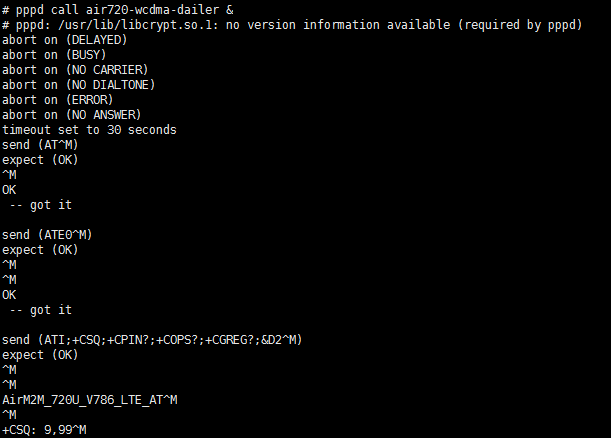 # pppd call air720-wcdma-dailer &
# pppd: /usr/lib/libcrypt.so.1: no version information available (required by pppd)
abort on (DELAYED)
abort on (BUSY)
abort on (NO CARRIER)
abort on (NO DIALTONE)
abort on (ERROR)
abort on (NO ANSWER)
timeout set to 30 seconds
send (AT^M)
expect (OK)
^M
OK
 -- got it

send (ATE0^M)
expect (OK)
^M
^M
OK
 -- got it

send (ATI;+CSQ;+CPIN?;+COPS?;+CGREG?;&D2^M)
expect (OK)
^M
^M
AirM2M_720U_V786_LTE_AT^M
^M
+CSQ: 9,99^M